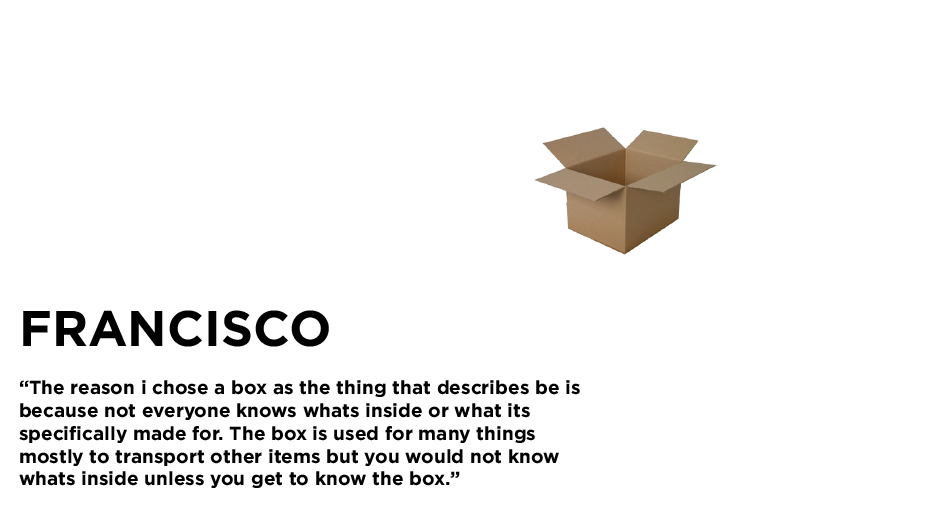 FRANCISCO
“The reason i chose a box as the thing that describes be is
because not everyone knows whats inside or what its
specifically made for. The box is used for many things
mostly to transport other items but you would not know
whats inside unless you get to know the box.”